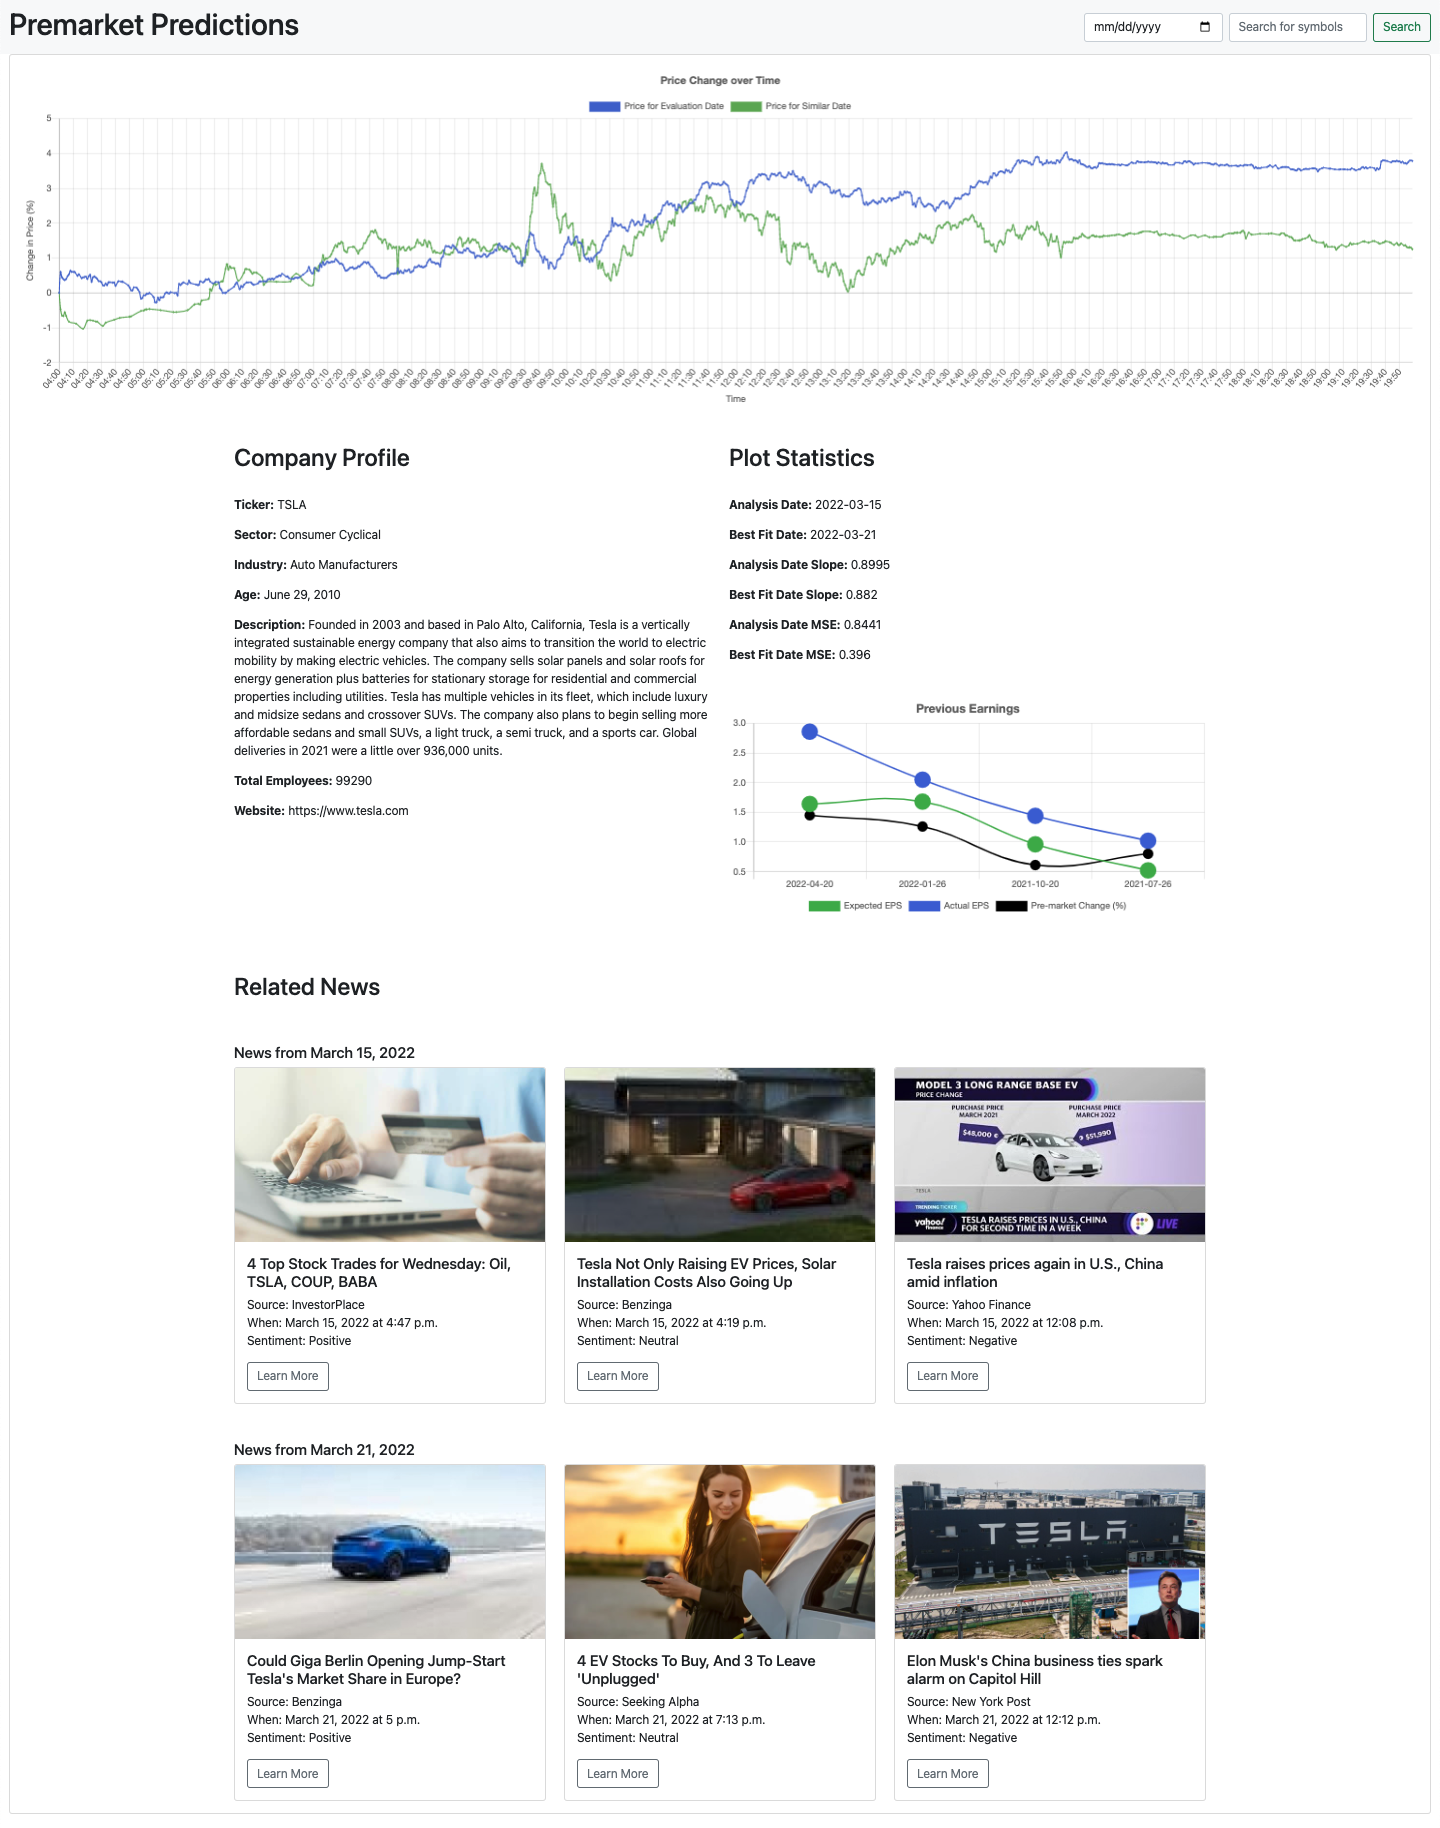 Premarket Predictions
mm/dd/yyyy
Search for symbols
Search
Price Change over Time
Price for Evaluation Date
Price for Similar Date
5
4
3
2
1
0
-1
-2
Change in Price (%)
04:00 04:10 04:20 04:30 04:40 04:50 05:00 05:10 05:20 05:30 05:40 05:50 06:00 06:10 06:20 06:30 06:40 06:50 07:00 07:10 07:20 07:30 07:40 07:50 08:00 08:10 08:20 08:30 08:40 08:50 09:00 09:10 09:20 09:30 09:40 09:50 10:00 10:10 10:20 10:30 10:40 10:50 11:00 11:10 11:20 11:30 11:40 11:50 12:00 12:10 12:20 12:30 12:40 12:50 13:00 13:10 13:20 13:30 13:40 13:50 14:00 14:10 14:20 14:30 14:40 14:50 15:00 15:10 15:20 15:30 15:40 15:50 16:00 16:10 16:20 16:30 16:40 16:50 17:00 17:10 17:20 17:30 17:40 17:50 18:00 18:10 18:20 18:30 18:40 18:50 19:00 19:10 19:20 19:30 19:40 19:50
Time
Company Profile
Ticker: TSLA
Sector: Consumer Cyclical
Industry: Auto Manufacturers
Age: June 29, 2010
Description: Founded in 2003 and based in Palo Alto, California, Tesla is a vertically
integrated sustainable energy company that also aims to transition the world to electric
mobility by making electric vehicles. The company sells solar panels and solar roofs for
energy generation plus batteries for stationary storage for residential and commercial
properties including utilities. Tesla has multiple vehicles in its fleet, which include luxury
and midsize sedans and crossover SUVs. The company also plans to begin selling more
affordable sedans and small SUVs, a light truck, a semi truck, and a sports car. Global
deliveries in 2021 were a little over 936,000 units.
Total Employees: 99290
Website: https://www.tesla.com
Plot Statistics
Analysis Date: 2022-03-15
Best Fit Date: 2022-03-21
Analysis Date Slope: 0.8995
Best Fit Date Slope: 0.882
Analysis Date MSE: 0.8441
Best Fit Date MSE: 0.396
Previous Earnings
3.0
2.5
2.0
1.5
1.0
0.5
2022-04-20 2022-01-26 2021-10-20 2021-07-26
Expected EPS Actual EPS Pre-market Change (%)
Related News
News from March 15, 2022
4 Top Stock Trades for Wednesday: Oil,
TSLA, COUP, BABA
Source: InvestorPlace
When: March 15, 2022 at 4:47 p.m.
Sentiment: Positive
Learn More
Tesla Not Only Raising EV Prices, Solar
Installation Costs Also Going Up
Source: Benzinga
When: March 15, 2022 at 4:19 p.m.
Sentiment: Neutral
Learn More
MODEL 3 LONG RANGE BASE EV
PRICE CHANGE
PURCHASE PRICE
MARCH 2021
PURCHASE PRICE
MARCH 2022
$48,000
$51,990
TESLA
TRENDING TICKER
yahoo!
finance
TESLA RAISES PRICES IN U.S., CHINA
FOR SECOND TIME IN A WEEK
LIVE
Tesla raises prices again in U.S., China
amid inflation
Source: Yahoo Finance
When: March 15, 2022 at 12:08 p.m.
Sentiment: Negative
Learn More
News from March 21, 2022
Could Giga Berlin Opening Jump-Start
Tesla's Market Share in Europe?
Source: Benzinga
When: March 21, 2022 at 5 p.m.
Sentiment: Positive
Learn More
4 EV Stocks To Buy, And 3 To Leave
'Unplugged'
Source: Seeking Alpha
When: March 21, 2022 at 7:13 p.m.
Sentiment: Neutral
Learn More
TESLA
Elon Musk's China business ties spark
alarm on Capitol Hill
Source: New York Post
When: March 21, 2022 at 12:12 p.m.
Sentiment: Negative
Learn More